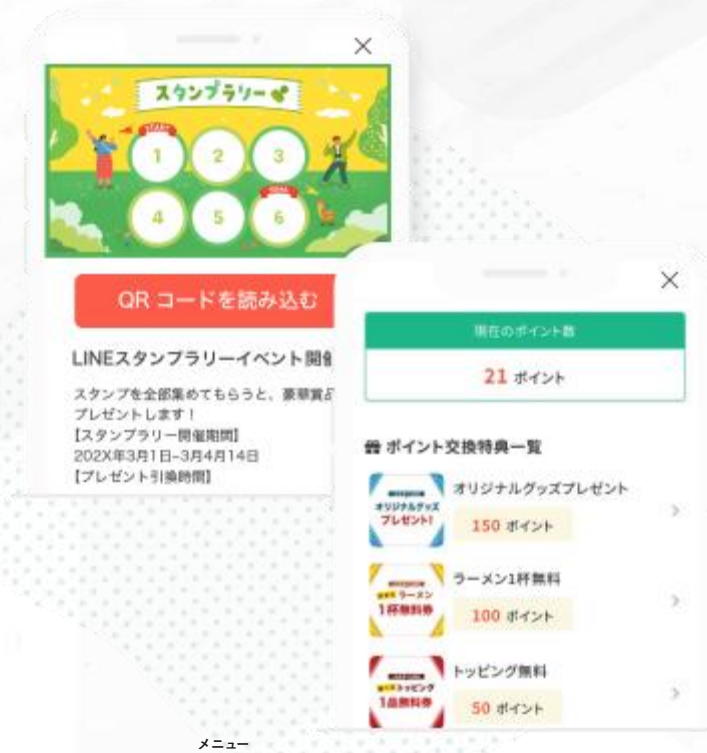 スタンプラリー
1
2
3
4
5
6
QR コードを読み込む
LINEスタンプラリーイベント開催
スタンプを全部集めてもらうと、豪華賞品
プレゼントします！
【スタンプラリー開催期間】
202X年3月1日–3月4月14日
【プレゼント引換時間】
現在のポイント数
21 ポイント
ポイント交換特典一覧
オリジナルグッズ
プレゼント!
オリジナルグッズプレゼント
150 ポイント
ラーメン
1杯無料券
ラーメン1杯無料
100 ポイント
トッピング
1品無料券
トッピング無料
50 ポイント
メニュー